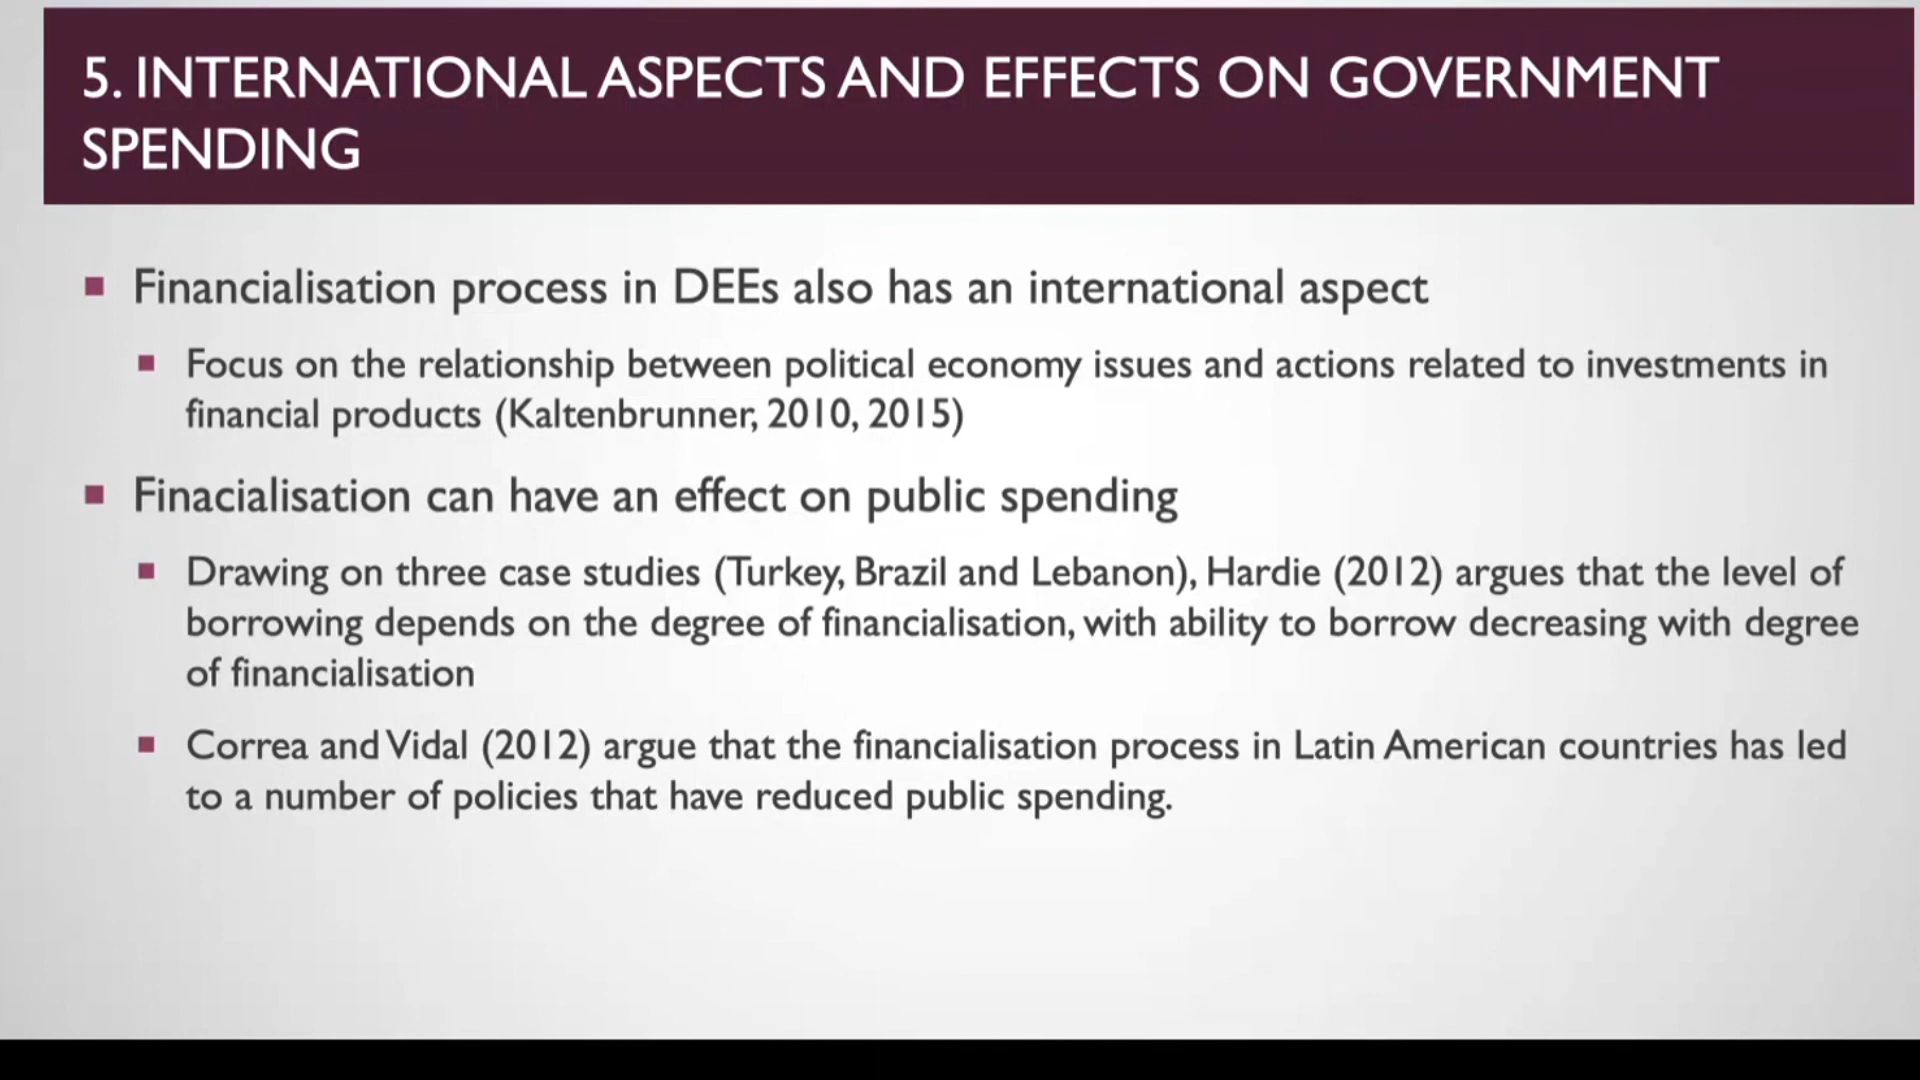 5. INTERNATIONAL ASPECTS AND EFFECTS ON GOVERNMENT
SPENDING
Financialisation process in DEEs also has an international aspect
Focus on the relationship between political economy issues and actions related to investments in
financial products (Kaltenbrunner, 2010, 2015)
Finacialisation can have an effect on public spending
Drawing on three case studies (Turkey, Brazil and Lebanon), Hardie (2012) argues that the level of
borrowing depends on the degree of financialisation, with ability to borrow decreasing with degree
of financialisation
Correa and Vidal (2012) argue that the financialisation process in Latin American countries has led
to a number of policies that have reduced public spending.